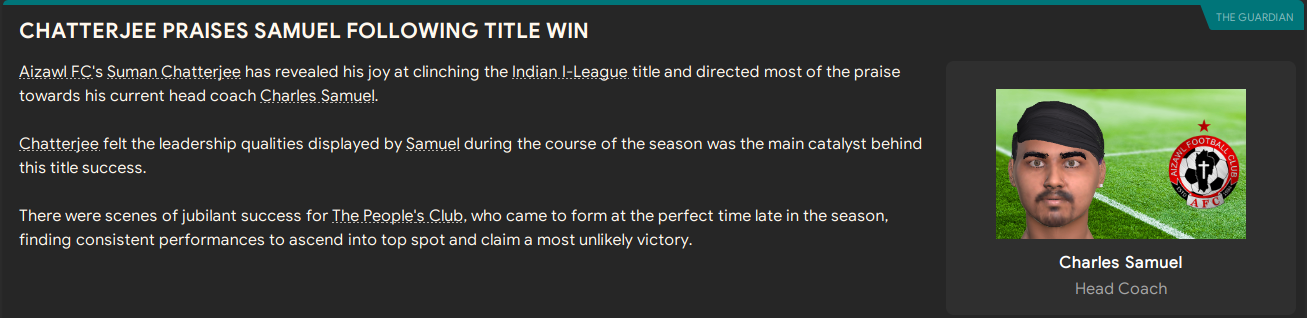 THE GUARDIAN
CHATTERJEE PRAISES SAMUEL FOLLOWING TITLE WIN
Aizawl FC's Suman Chatterjee has revealed his joy at clinching the Indian I-League title and directed most of the praise
towards his current head coach Charles Samuel.
Chatterjee felt the leadership qualities displayed by Samuel during the course of the season was the main catalyst behind
this title success.
There were scenes of jubilant success for The People's Club, who came to form at the perfect time late in the season,
finding consistent performances to ascend into top spot and claim a most unlikely victory.
AIZAWL FOOTBALL CLUB
AFC
Charles Samuel
Head Coach